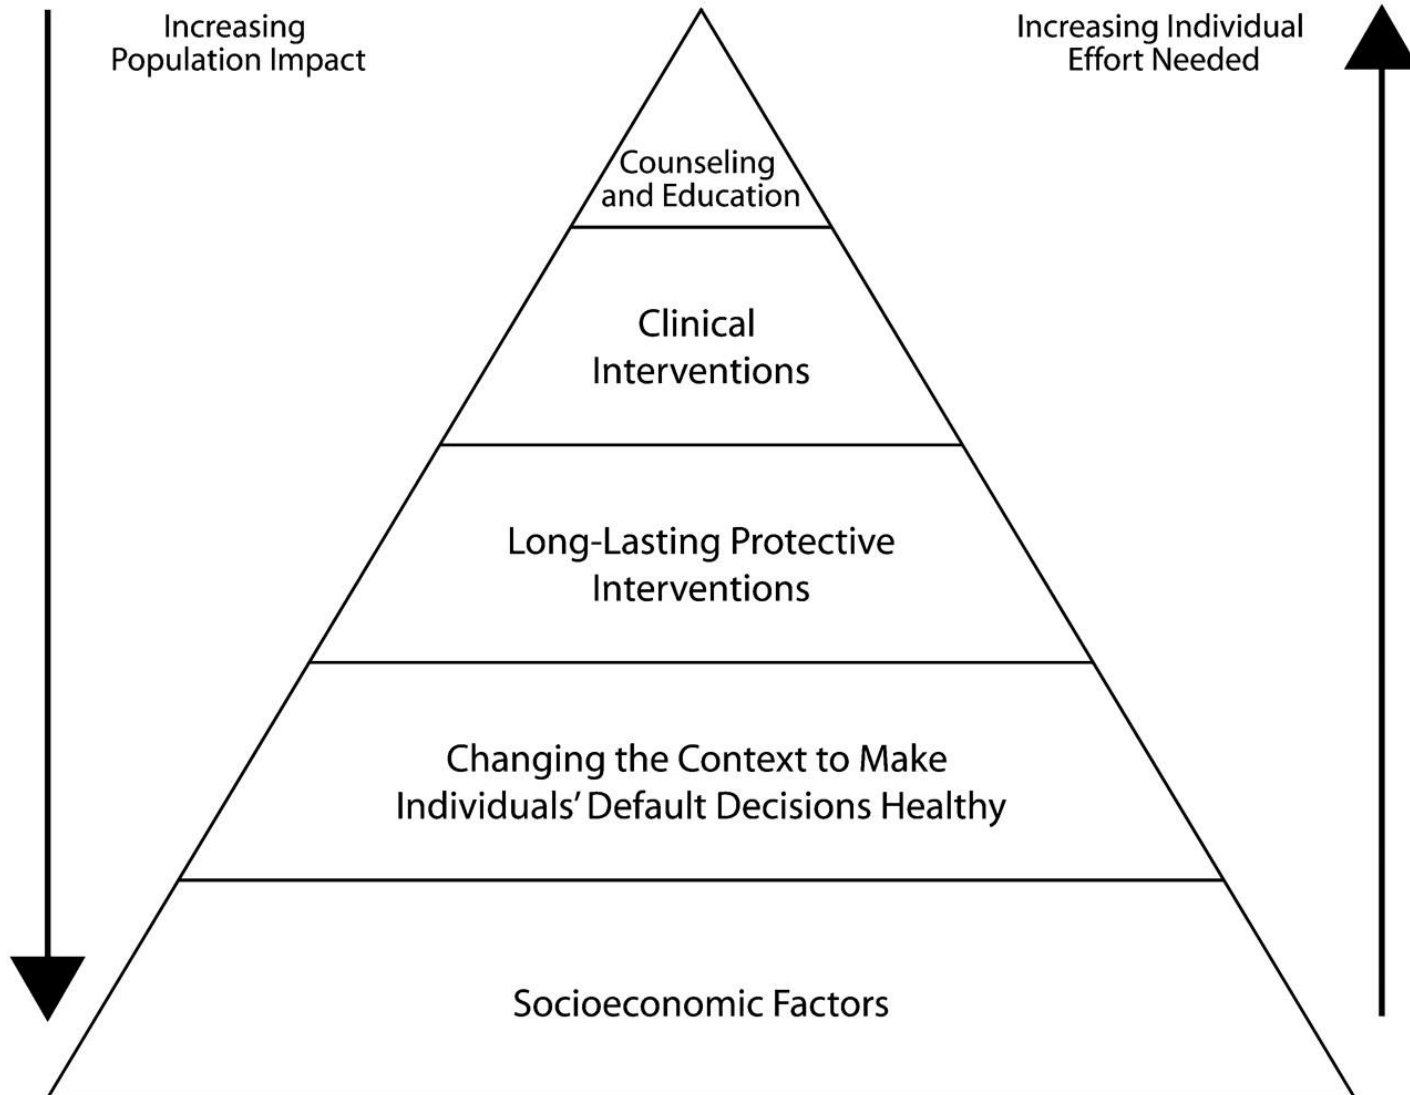 Increasing
Population Impact
Increasing Individual
Effort Needed
Counseling
and Education
Clinical
Interventions
Long-Lasting Protective
Interventions
Changing the Context to Make
Individuals’ Default Decisions Healthy
Socioeconomic Factors